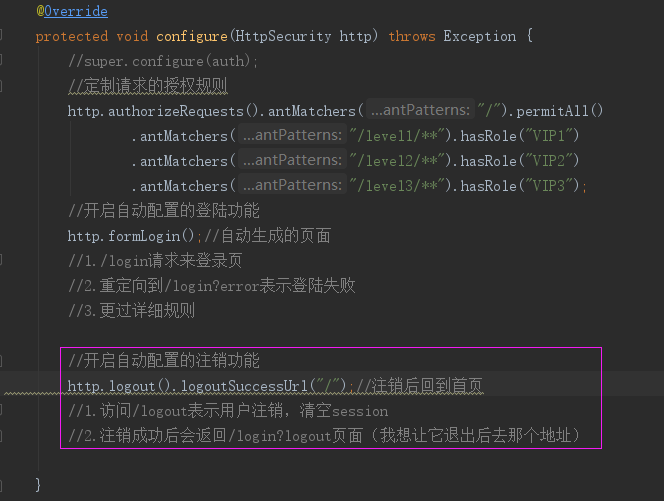 @Override
protected void configure(HttpSecurity http) throws Exception {
//super.configure(auth);
//定制请求的授权规则
http.authorizeRequests().antMatchers( ...antPatterns: "/").permitAll()
.antMatchers( ...antPatterns: "/level1/**").hasRole("VIP1")
.antMatchers( ...antPatterns: "/level2/**").hasRole("VIP2")
.antMatchers( ...antPatterns: "/level3/**").hasRole("VIP3");
//开启自动配置的登陆功能
http.formLogin();//自动生成的页面
//1./login请求来登录页
//2.重定向到/login?error表示登陆失败
//3.更过详细规则
//开启自动配置的注销功能
http.logout().logoutSuccessUrl("/");//注销后回到首页
//1.访问/logout表示用户注销，清空session
//2.注销成功后会返回/login?logout页面（我想让它退出后去那个地址）
}